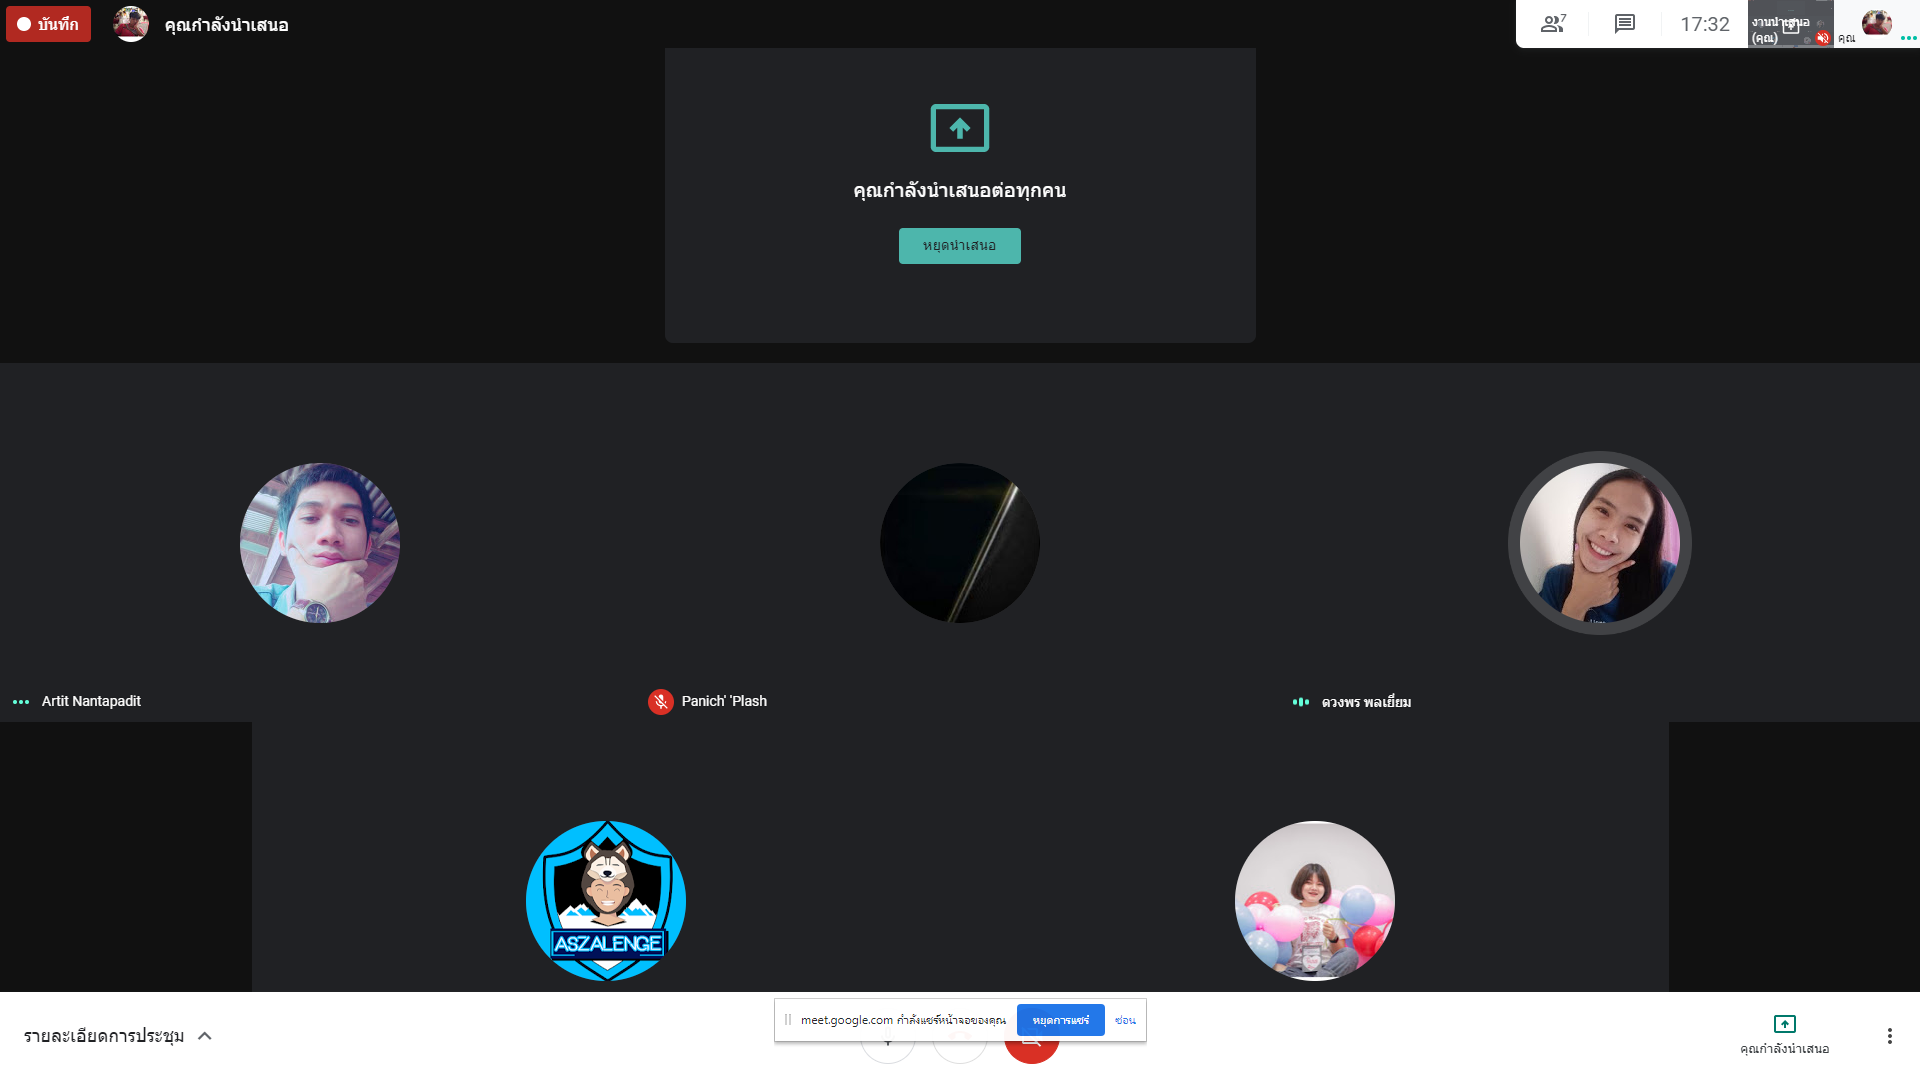 บันทึก
คุณกำลังนำเสนอ
7
17:32
งานนำเสนอ
(คุณ)
คุณ
คุณกำลังนำเสนอต่อทุกคน
หยุดนำเสนอ
Artit Nantapadit
Panich' 'Plash
ดวงพร พลเยี่ยม
ASZALENGE
meet.google.com กำลังแชร์หน้าจอของคุณ
หยุดการแชร์
ซ่อน
รายละเอียดการประชุม
คุณกำลังนำเสนอ